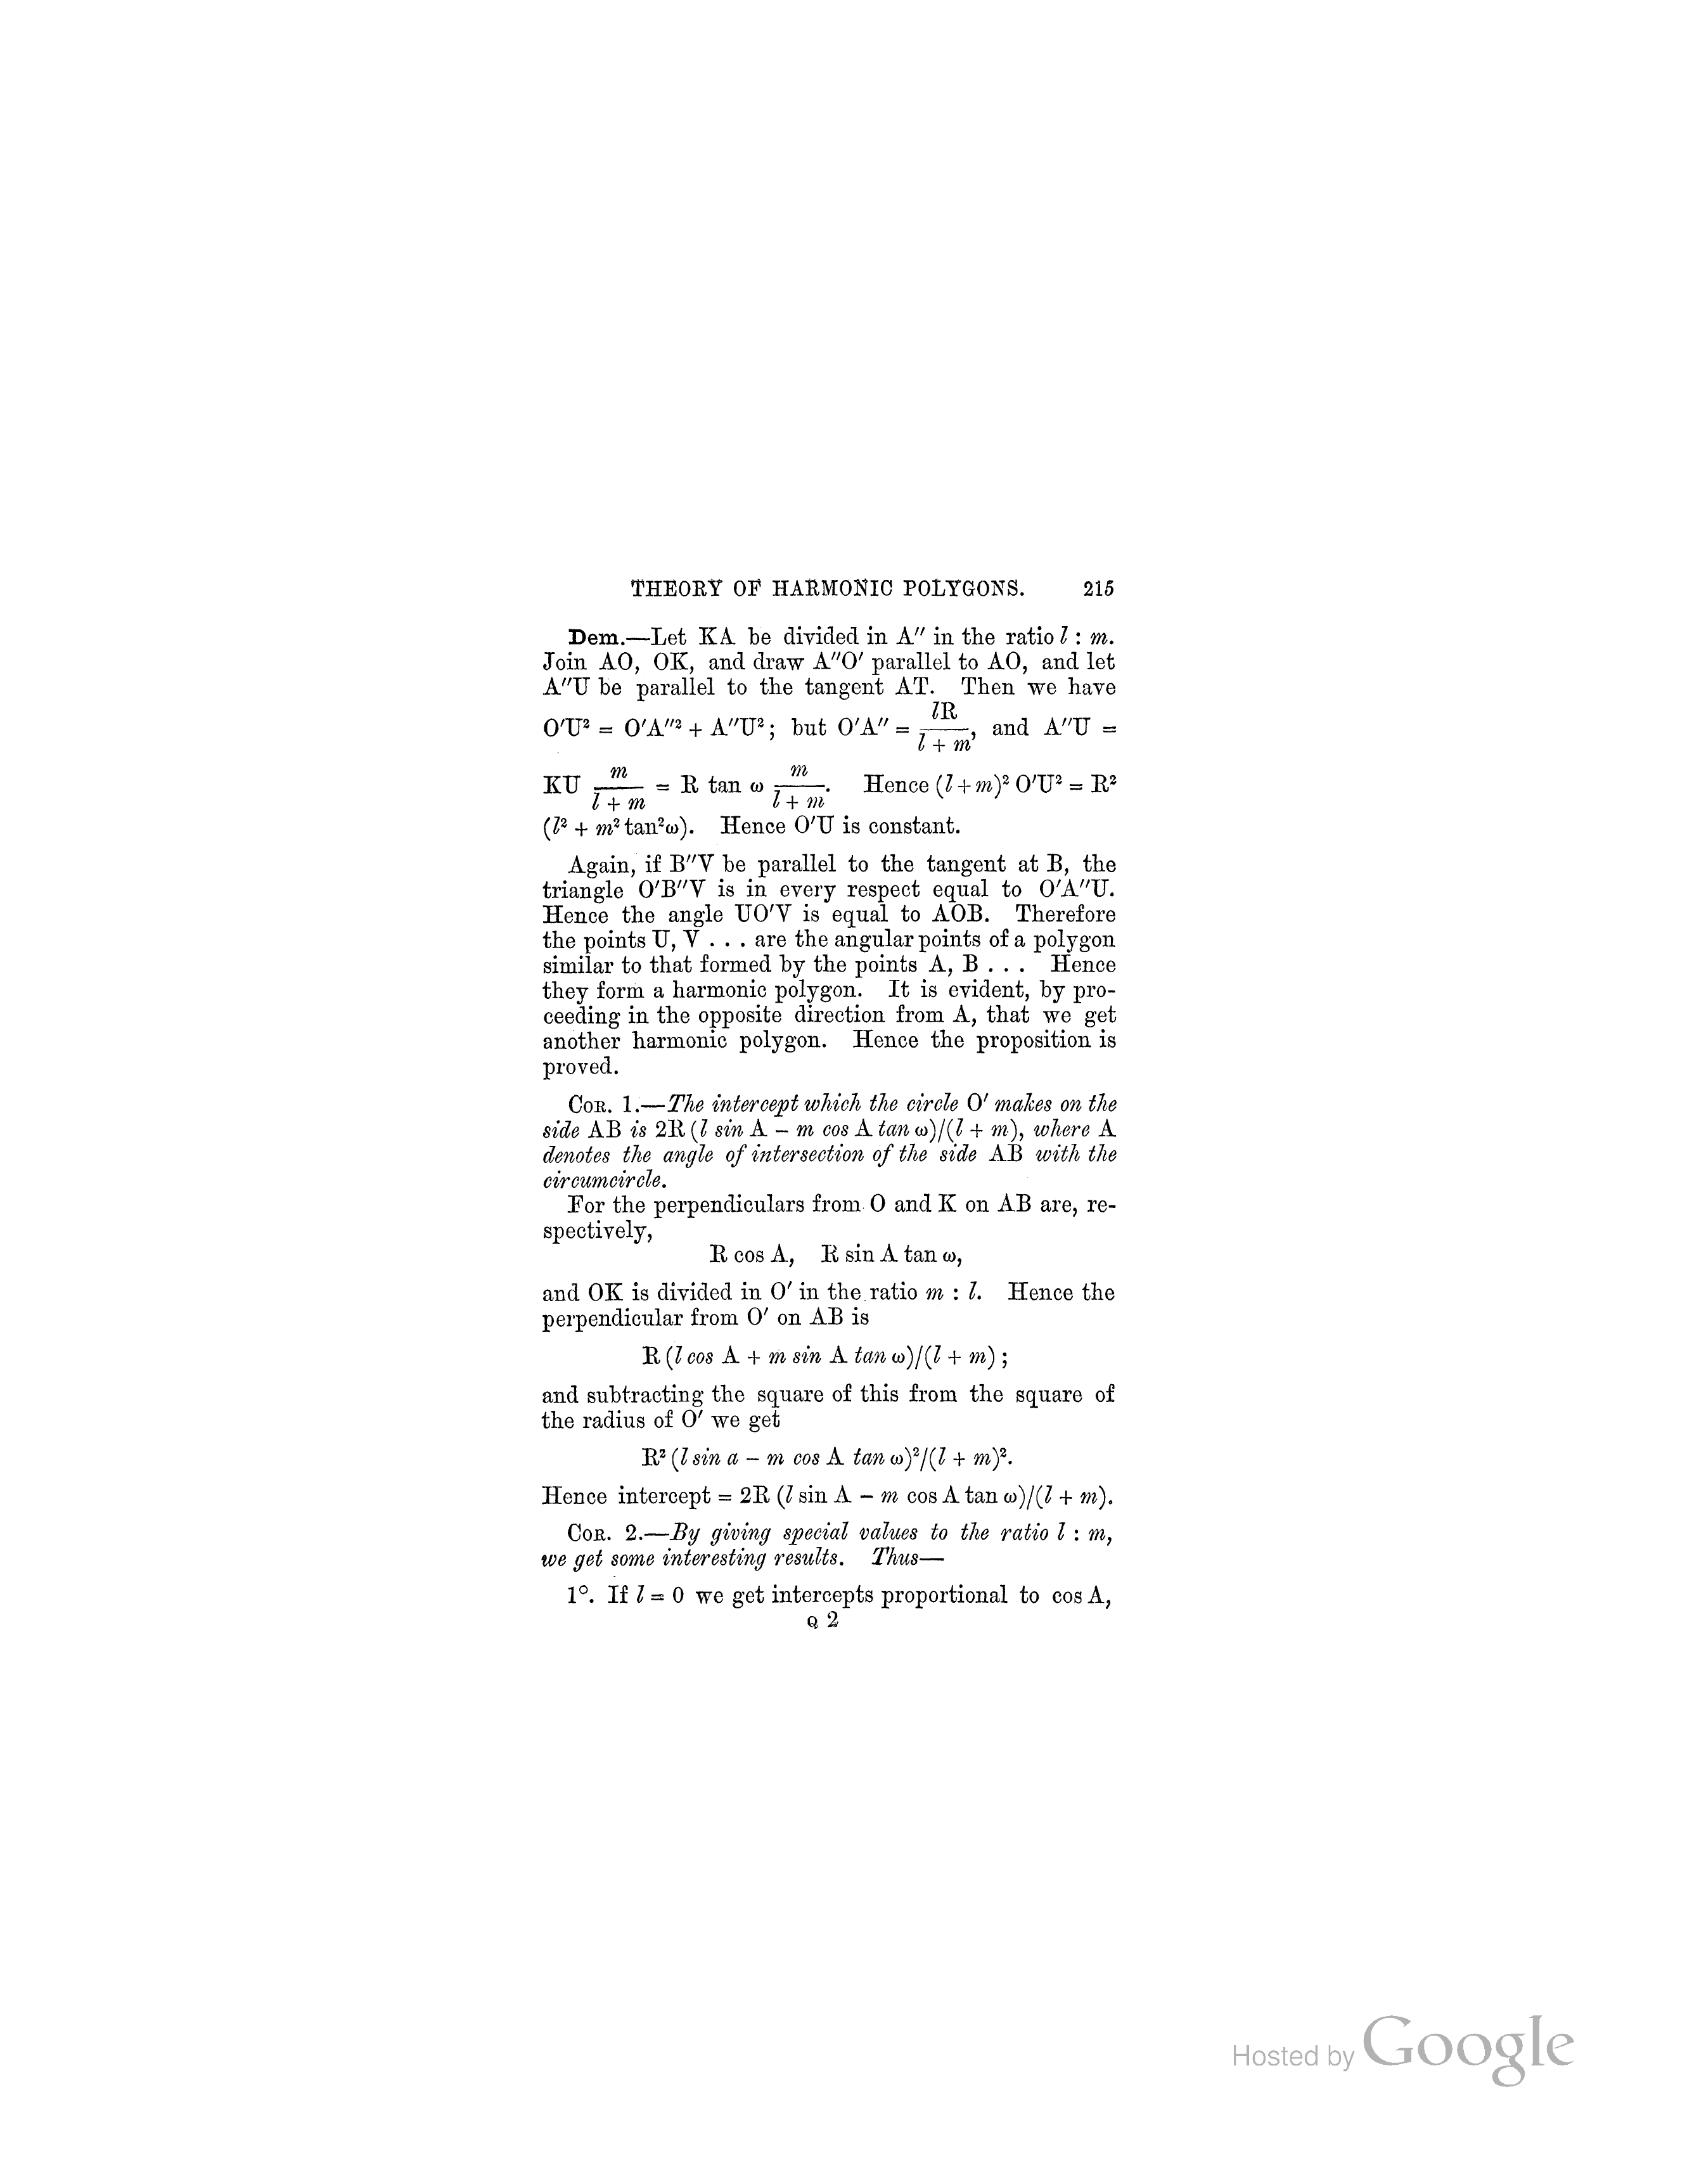 THEORY OF HARMONIC POLYGONS. 215
Dem.—Let KA be divided in A″ in the ratio l : m.
Join AO, OK, and draw A″O′ parallel to AO, and let
A″U be parallel to the tangent AT. Then we have
O′U² = O′A″² + A″U²; but O′A″ = lR/(l + m), and A″U =
KU m/(l + m) = R tan ω m/(l + m). Hence (l + m)² O′U² = R²
(l² + m² tan²ω). Hence O′U is constant.
Again, if B″V be parallel to the tangent at B, the
triangle O′B″V is in every respect equal to O′A″U.
Hence the angle UO′V is equal to AOB. Therefore
the points U, V . . . are the angular points of a polygon
similar to that formed by the points A, B . . . Hence
they form a harmonic polygon. It is evident, by pro-
ceeding in the opposite direction from A, that we get
another harmonic polygon. Hence the proposition is
proved.
Cor. 1.—The intercept which the circle O′ makes on the
side AB is 2R (l sin A − m cos A tan ω)/(l + m), where A
denotes the angle of intersection of the side AB with the
circumcircle.
For the perpendiculars from O and K on AB are, re-
spectively,
R cos A, R sin A tan ω,
and OK is divided in O′ in the ratio m : l. Hence the
perpendicular from O′ on AB is
R (l cos A + m sin A tan ω)/(l + m) ;
and subtracting the square of this from the square of
the radius of O′ we get
R² (l sin a − m cos A tan ω)²/(l + m)².
Hence intercept = 2R (l sin A − m cos A tan ω)/(l + m).
Cor. 2.—By giving special values to the ratio l : m,
we get some interesting results. Thus—
1°. If l = 0 we get intercepts proportional to cos A,
Q 2
Hosted by Google